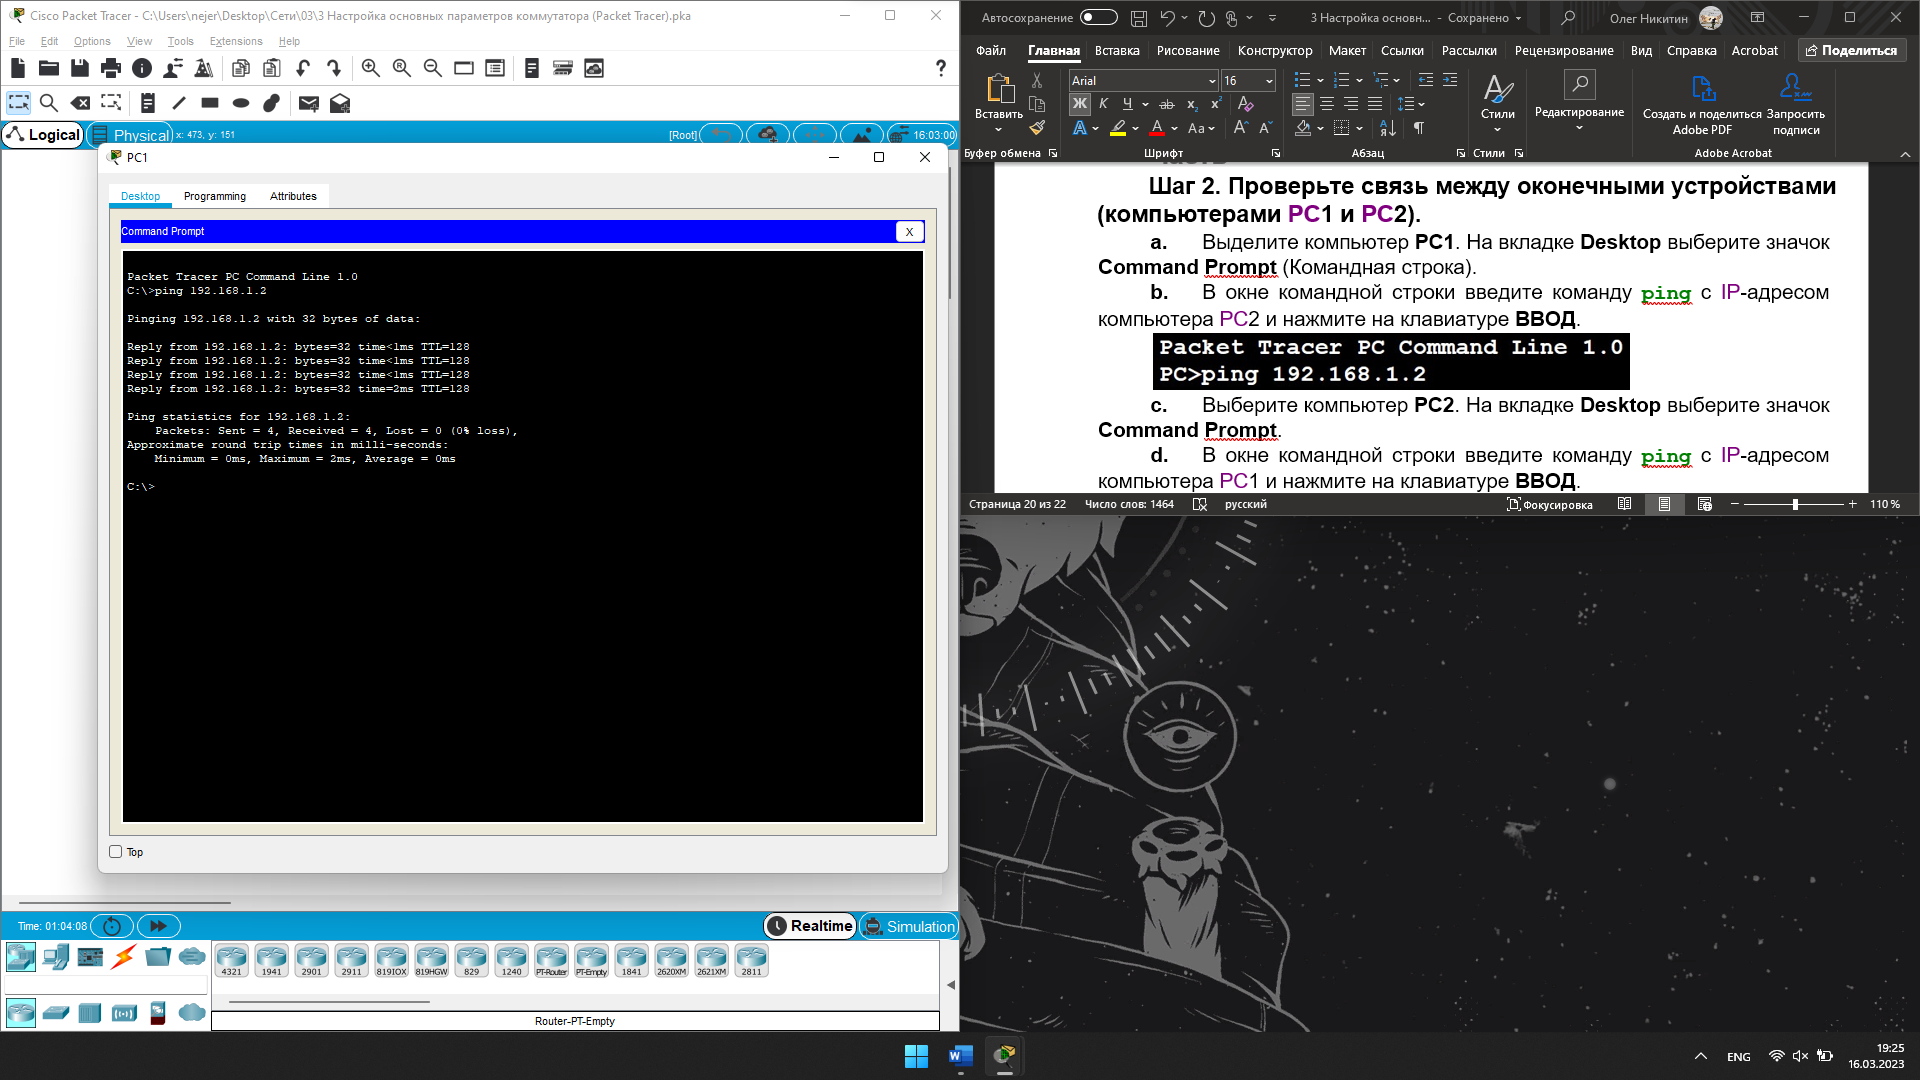 Cisco Packet Tracer - C:\Users\nejer\Desktop\Сети\03\3 Настройка основных параметров коммутатора (Packet Tracer).pka
File Edit Options View Tools Extensions Help
Logical
Physical
x: 473, y: 151
[Root]
16:03:00
PC1
Desktop Programming Attributes
Command Prompt
X
Packet Tracer PC Command Line 1.0
C:\>ping 192.168.1.2
Pinging 192.168.1.2 with 32 bytes of data:
Reply from 192.168.1.2: bytes=32 time<1ms TTL=128
Reply from 192.168.1.2: bytes=32 time<1ms TTL=128
Reply from 192.168.1.2: bytes=32 time<1ms TTL=128
Reply from 192.168.1.2: bytes=32 time=2ms TTL=128
Ping statistics for 192.168.1.2:
Packets: Sent = 4, Received = 4, Lost = 0 (0% loss),
Approximate round trip times in milli-seconds:
Minimum = 0ms, Maximum = 2ms, Average = 0ms
C:\>
Top
Time: 01:04:08
Realtime
Simulation
4321 1941 2901 2911 819IOX 819HGW 829 1240 PT-Router PT-Empty 1841 2620XM 2621XM 2811
Router-PT-Empty
Автосохранение
3 Настройка основн... - Сохранено
Олег Никитин
Файл Главная Вставка Рисование Конструктор Макет Ссылки Рассылки Рецензирование Вид Справка Acrobat Поделиться
Вставить
Arial
16
Ж К Ч ab x₂ x²
Aa
Стили
Редактирование
Создать и поделиться Adobe PDF
Запросить подписи
Буфер обмена
Шрифт
Абзац
Стили
Adobe Acrobat
Шаг 2. Проверьте связь между оконечными устройствами
(компьютерами PC1 и PC2).
a. Выделите компьютер PC1. На вкладке Desktop выберите значок
Command Prompt (Командная строка).
b. В окне командной строки введите команду ping с IP-адресом
компьютера PC2 и нажмите на клавиатуре ВВОД.
Packet Tracer PC Command Line 1.0
PC>ping 192.168.1.2
c. Выберите компьютер PC2. На вкладке Desktop выберите значок
Command Prompt.
d. В окне командной строки введите команду ping с IP-адресом
компьютера PC1 и нажмите на клавиатуре ВВОД.
Страница 20 из 22
Число слов: 1464
русский
Фокусировка
110 %
ENG
19:25
16.03.2023